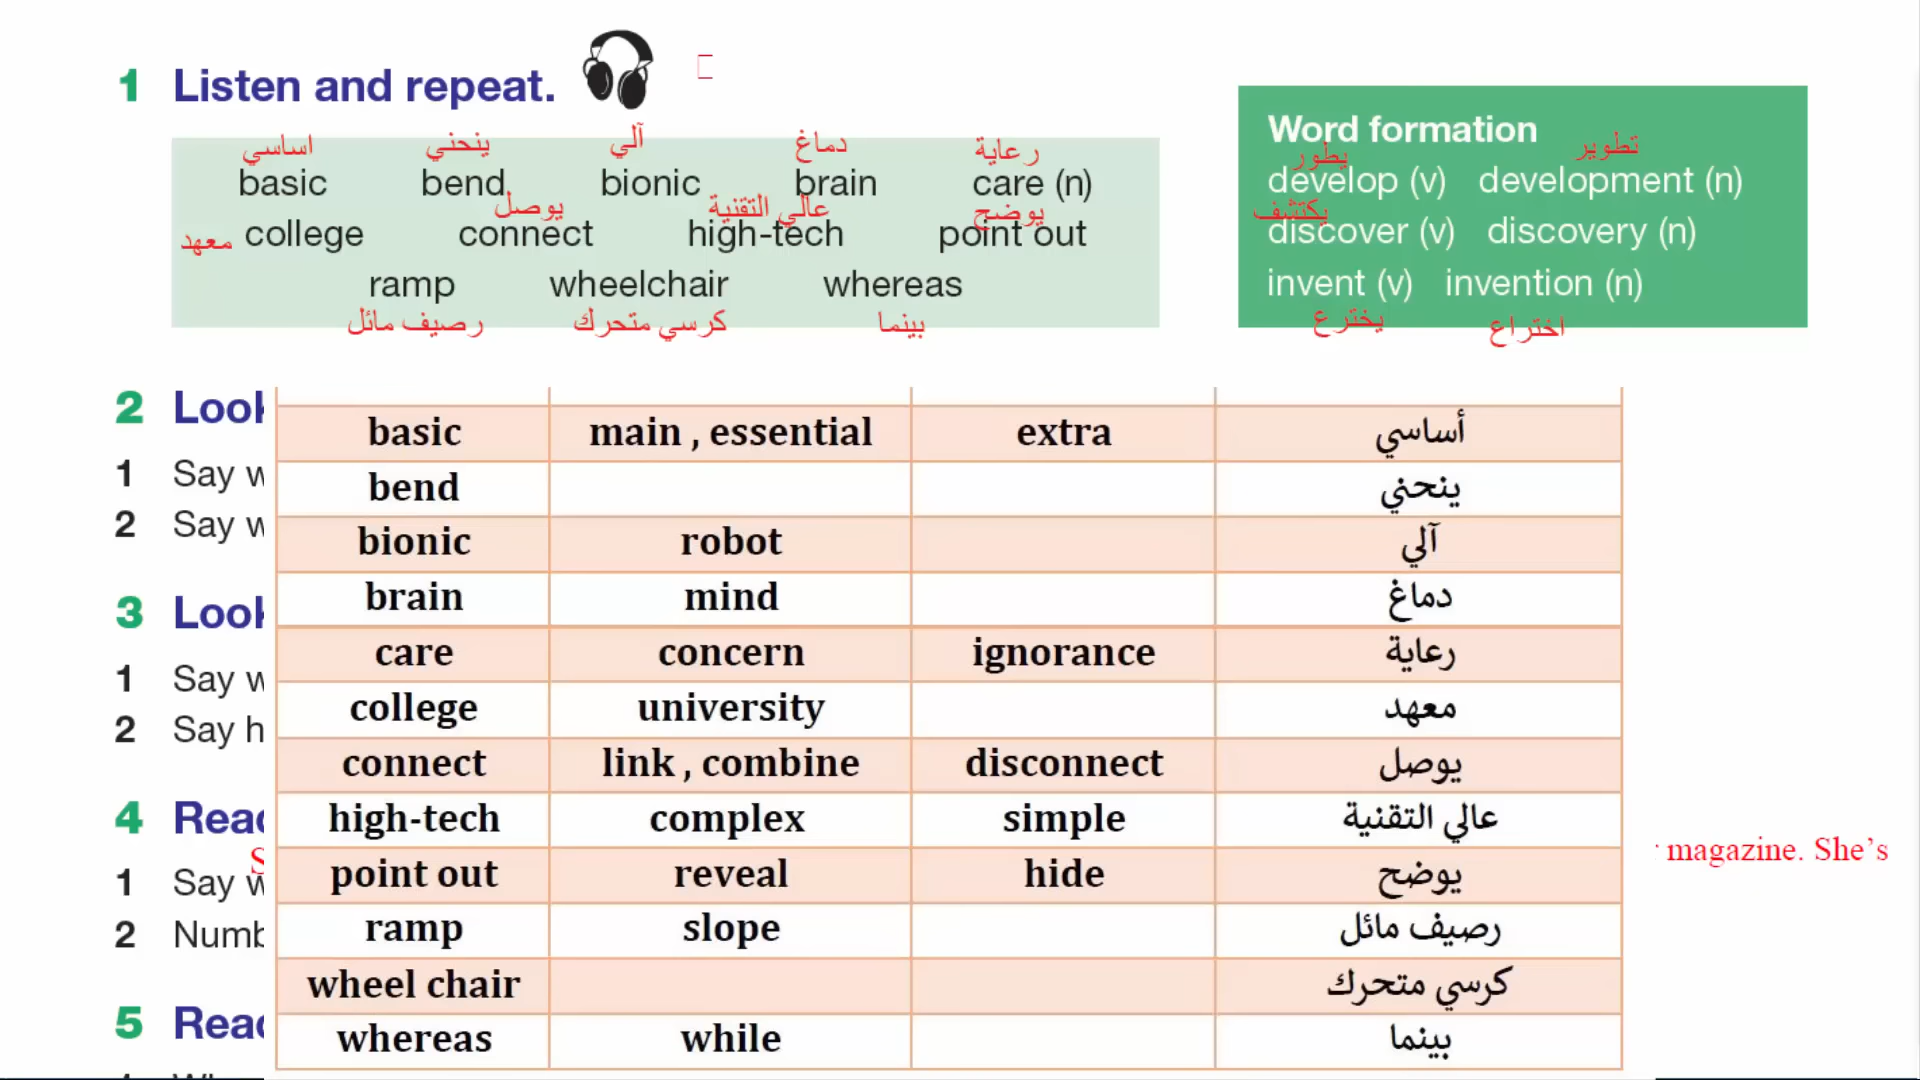 1 Listen and repeat.
اساسي ينحني آلي دماغ رعاية
basic bend bionic brain care (n)
يوصل عالي التقنية يوضح
معهد college connect high-tech point out
ramp wheelchair whereas
رصيف مائل كرسي متحرك بينما
Word formation
يطور تطوير
develop (v) development (n)
يكتشف
discover (v) discovery (n)
invent (v) invention (n)
يخترع اختراع
2
1 Say
2 Say
3
1 Say
2 Say
4
1 Say
2
5
basic main , essential extra أساسي
bend ينحني
bionic robot آلي
brain mind دماغ
care concern ignorance رعاية
college university معهد
connect link , combine disconnect يوصل
high-tech complex simple عالي التقنية
point out reveal hide يوضح
ramp slope رصيف مائل
wheel chair كرسي متحرك
whereas while بينما
magazine. She's